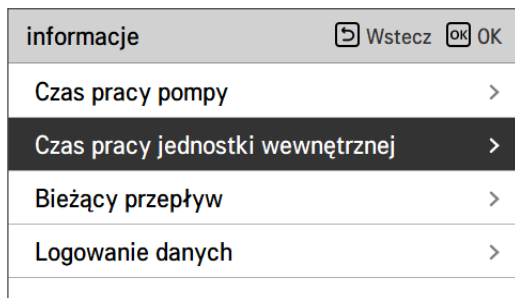 informacje Wstecz OK OK
Czas pracy pompy
Czas pracy jednostki wewnętrznej
Bieżący przepływ
Logowanie danych